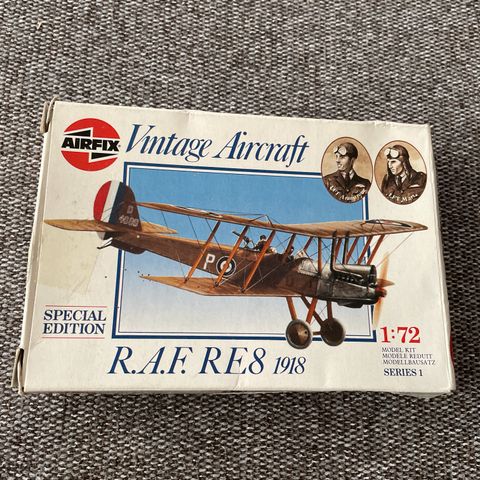 AIRFIX
Vintage Aircraft
P
SPECIAL
EDITION
R.A.F. RE8 1918
1:72
MODEL KIT
MODELE REDUIT
MODELLBAUSATZ
SERIES 1